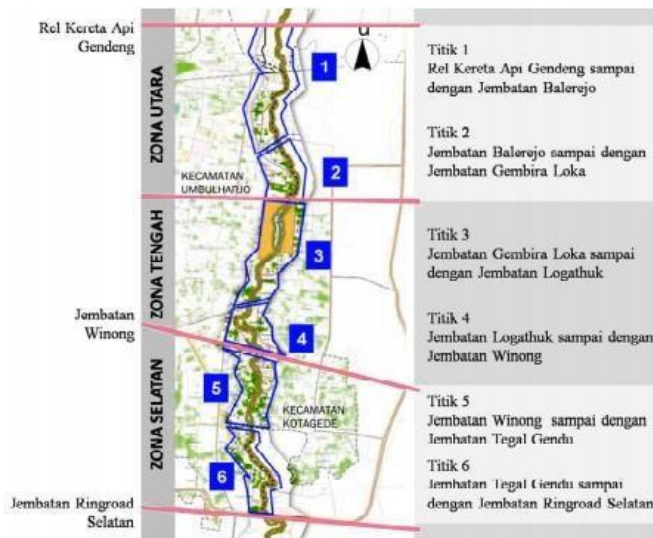 Rel Kereta Api
Gendeng
ZONA UTARA
ZONA TENGAH
ZONA SELATAN
Jembatan
Winong
Jembatan Ringroad
Selatan
U
1
2
3
4
5
6
KECAMATAN
UMBULHARJO
KECAMATAN
KOTAGEDE
Titik 1
Rel Kereta Api Gendeng sampai
dengan Jembatan Balerejo
Titik 2
Jembatan Balerejo sampai dengan
Jembatan Gembira Loka
Titik 3
Jembatan Gembira Loka sampai
dengan Jembatan Logathuk
Titik 4
Jembatan Logathuk sampai dengan
Jembatan Winong
Titik 5
Jembatan Winong sampai dengan
Jembatan Tegal Gendu
Titik 6
Jembatan Tegal Gendu sampai
dengan Jembatan Ringroad Selatan